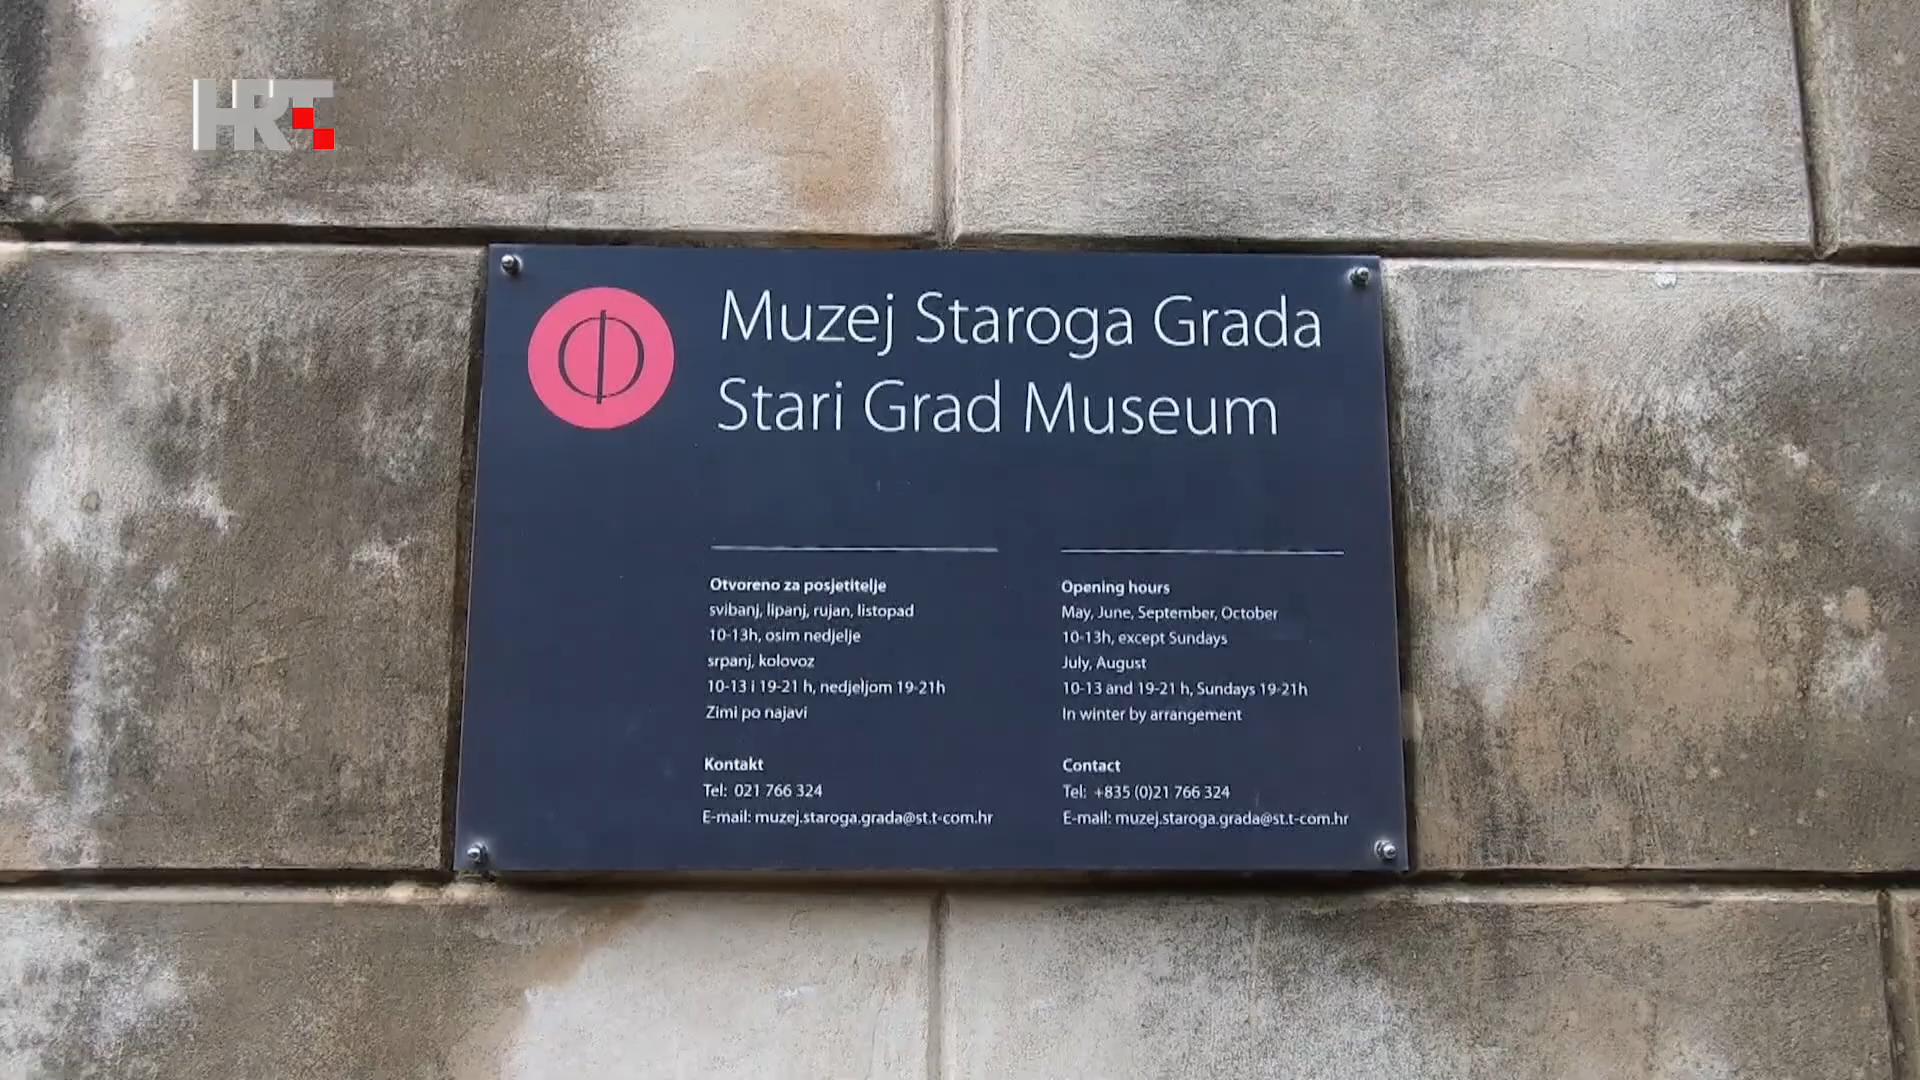 HRT
Φ
Muzej Staroga Grada
Stari Grad Museum
Otvoreno za posjetitelje
svibanj, lipanj, rujan, listopad
10-13h, osim nedjelje
srpanj, kolovoz
10-13 i 19-21 h, nedjeljom 19-21h
Zimi po najavi
Kontakt
Tel: 021 766 324
E-mail: muzej.staroga.grada@st.t-com.hr
Opening hours
May, June, September, October
10-13h, except Sundays
July, August
10-13 and 19-21 h, Sundays 19-21h
In winter by arrangement
Contact
Tel: +835 (0)21 766 324
E-mail: muzej.staroga.grada@st.t-com.hr